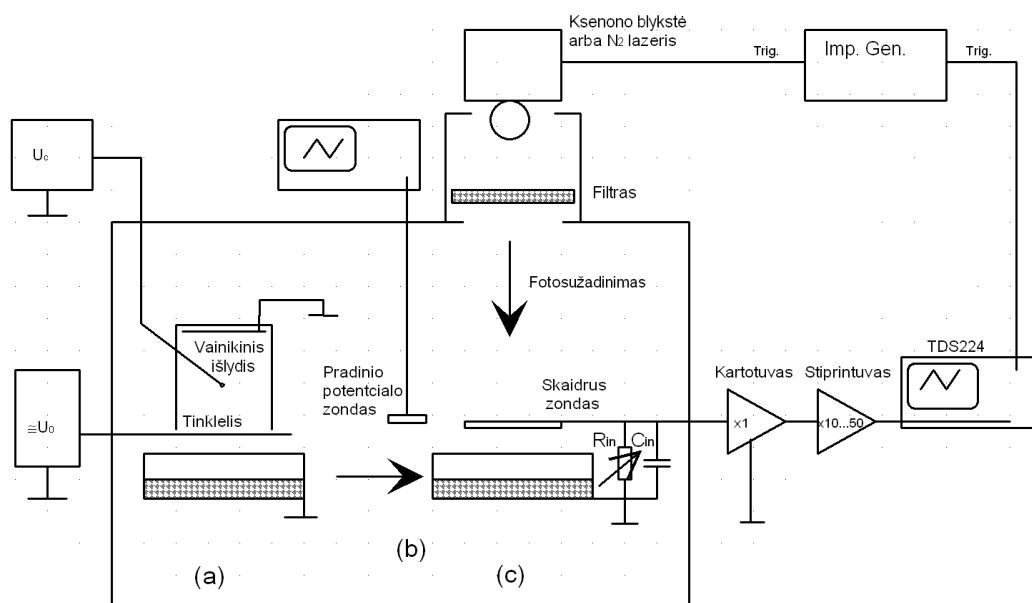 Ksenono blykstė
arba N2 lazeris
Trig.
Imp. Gen.
Trig.
Uc
Filtras
Fotosužadinimas
Vainikinis
išlydis
Pradinio
potentcialo
zondas
Tinklelis
≅U0
Skaidrus
zondas
Rin
Cin
Kartotuvas
x1
Stiprintuvas
x10...50
TDS224
(a)
(b)
(c)